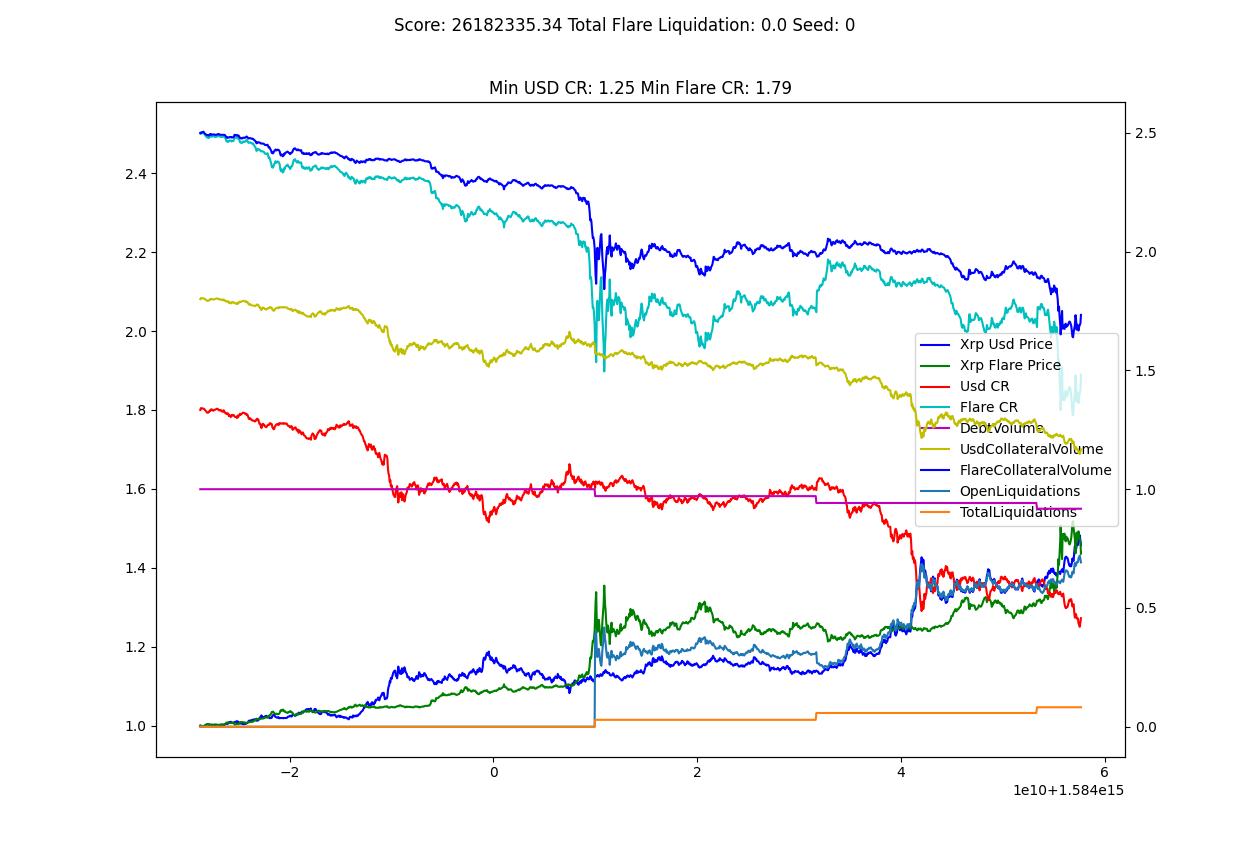 Score: 26182335.34 Total Flare Liquidation: 0.0 Seed: 0
Min USD CR: 1.25 Min Flare CR: 1.79
2.4
2.2
2.0
1.8
1.6
1.4
1.2
1.0
2.5
2.0
1.5
1.0
0.5
0.0
Xrp Usd Price
Xrp Flare Price
Usd CR
Flare CR
DebtVolume
UsdCollateralVolume
FlareCollateralVolume
OpenLiquidations
TotalLiquidations
−2
0
2
4
6
1e10+1.584e15